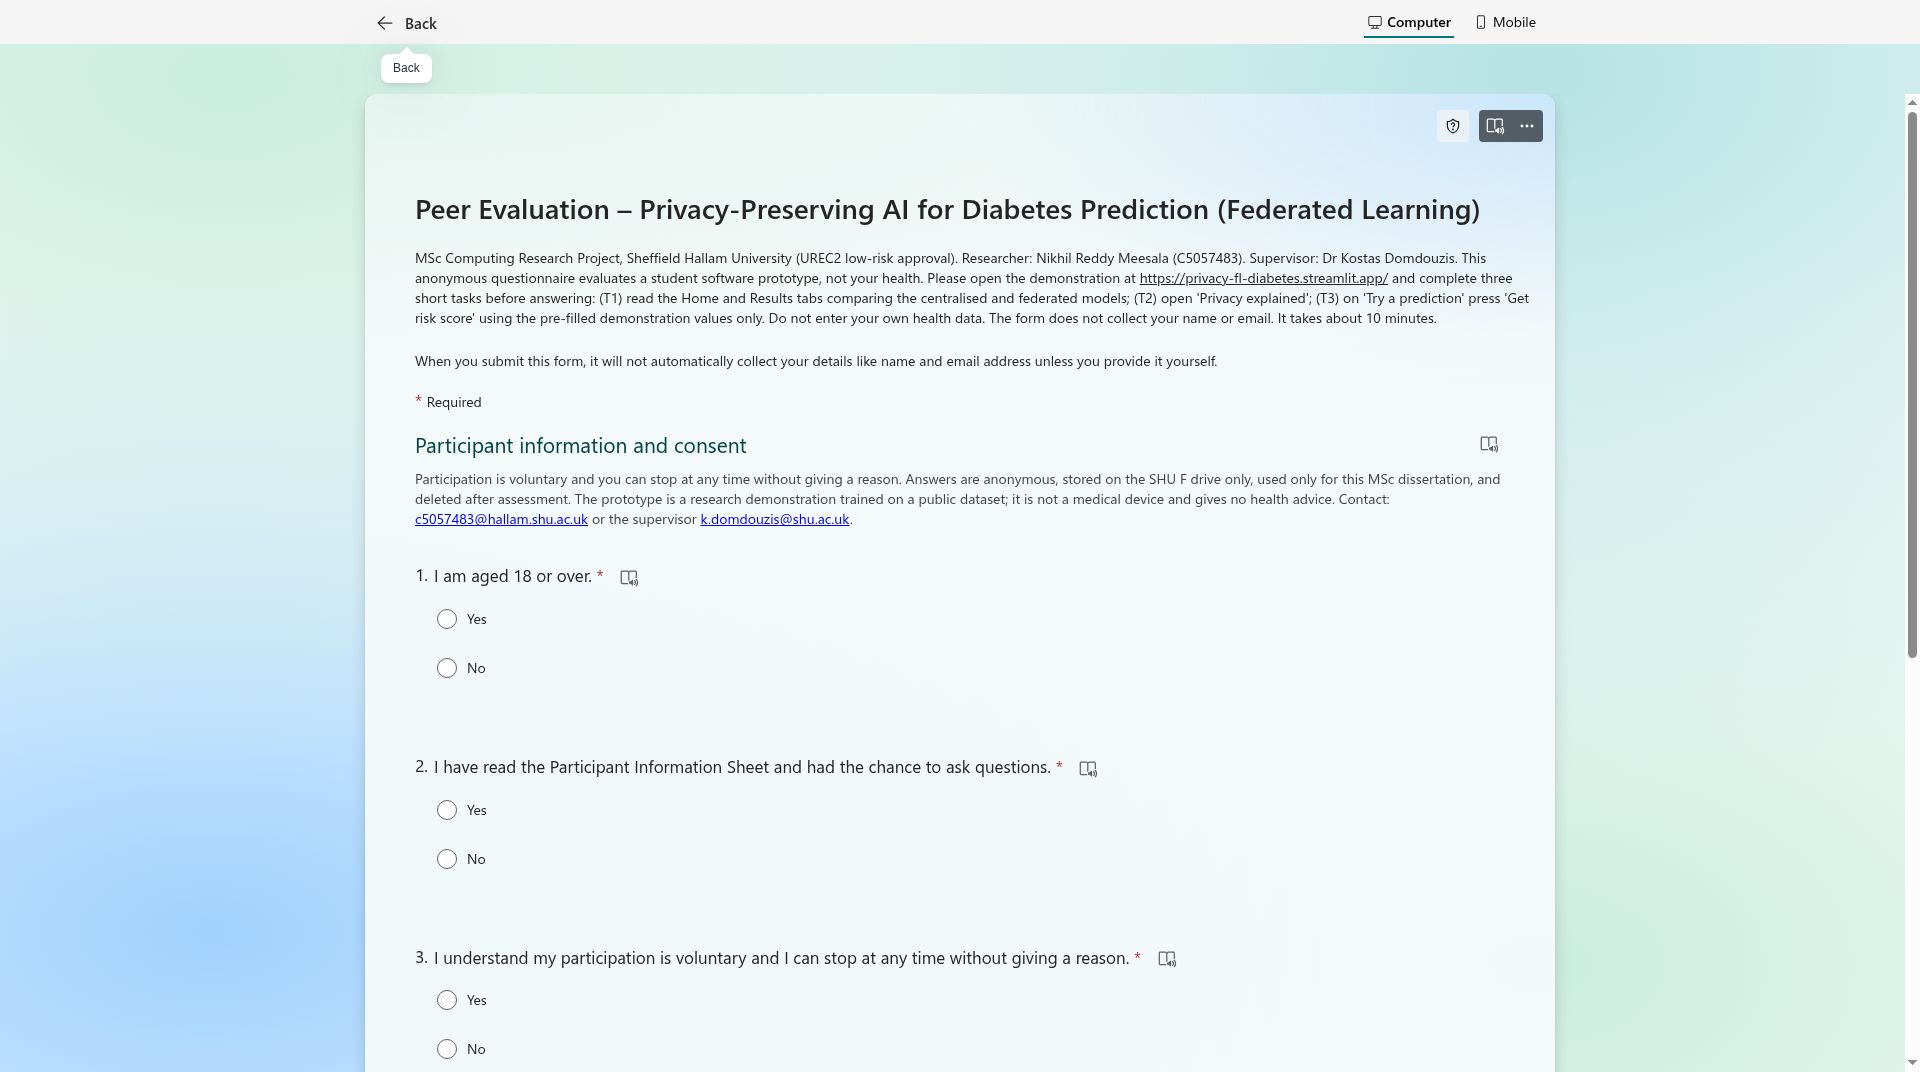 Back
Computer
Mobile
Back
Peer Evaluation – Privacy-Preserving AI for Diabetes Prediction (Federated Learning)
MSc Computing Research Project, Sheffield Hallam University (UREC2 low-risk approval). Researcher: Nikhil Reddy Meesala (C5057483). Supervisor: Dr Kostas Domdouzis. This
anonymous questionnaire evaluates a student software prototype, not your health. Please open the demonstration at https://privacy-fl-diabetes.streamlit.app/ and complete three
short tasks before answering: (T1) read the Home and Results tabs comparing the centralised and federated models; (T2) open 'Privacy explained'; (T3) on 'Try a prediction' press 'Get
risk score' using the pre-filled demonstration values only. Do not enter your own health data. The form does not collect your name or email. It takes about 10 minutes.
When you submit this form, it will not automatically collect your details like name and email address unless you provide it yourself.
* Required
Participant information and consent
Participation is voluntary and you can stop at any time without giving a reason. Answers are anonymous, stored on the SHU F drive only, used only for this MSc dissertation, and
deleted after assessment. The prototype is a research demonstration trained on a public dataset; it is not a medical device and gives no health advice. Contact:
c5057483@hallam.shu.ac.uk or the supervisor k.domdouzis@shu.ac.uk.
1. I am aged 18 or over. *
Yes
No
2. I have read the Participant Information Sheet and had the chance to ask questions. *
Yes
No
3. I understand my participation is voluntary and I can stop at any time without giving a reason. *
Yes
No